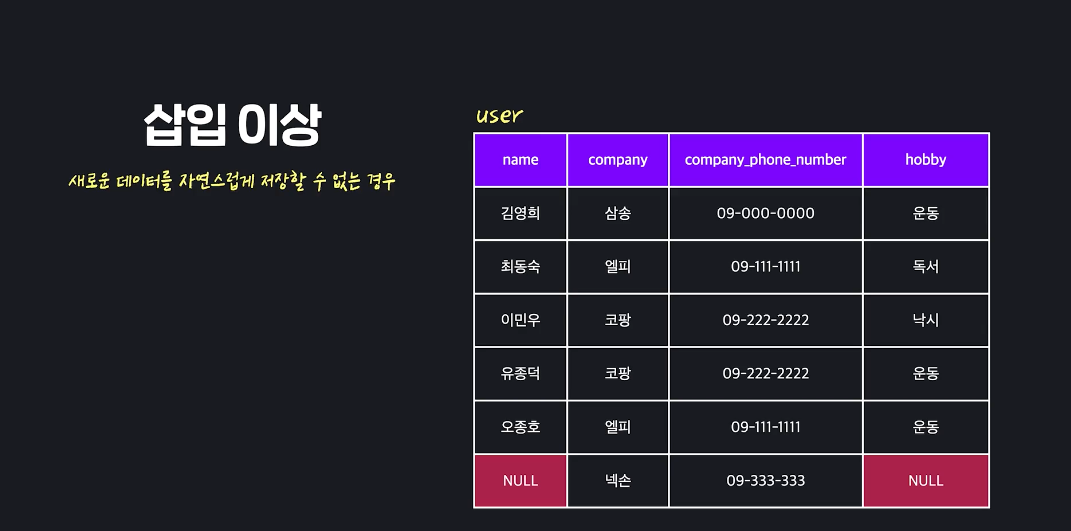 삽입 이상
새로운 데이터를 자연스럽게 저장할 수 없는 경우
user
name company company_phone_number hobby
김영희 삼송 09-000-0000 운동
최동숙 엘피 09-111-1111 독서
이민우 코팡 09-222-2222 낙시
유종덕 코팡 09-222-2222 운동
오종호 엘피 09-111-1111 운동
NULL 넥손 09-333-333 NULL